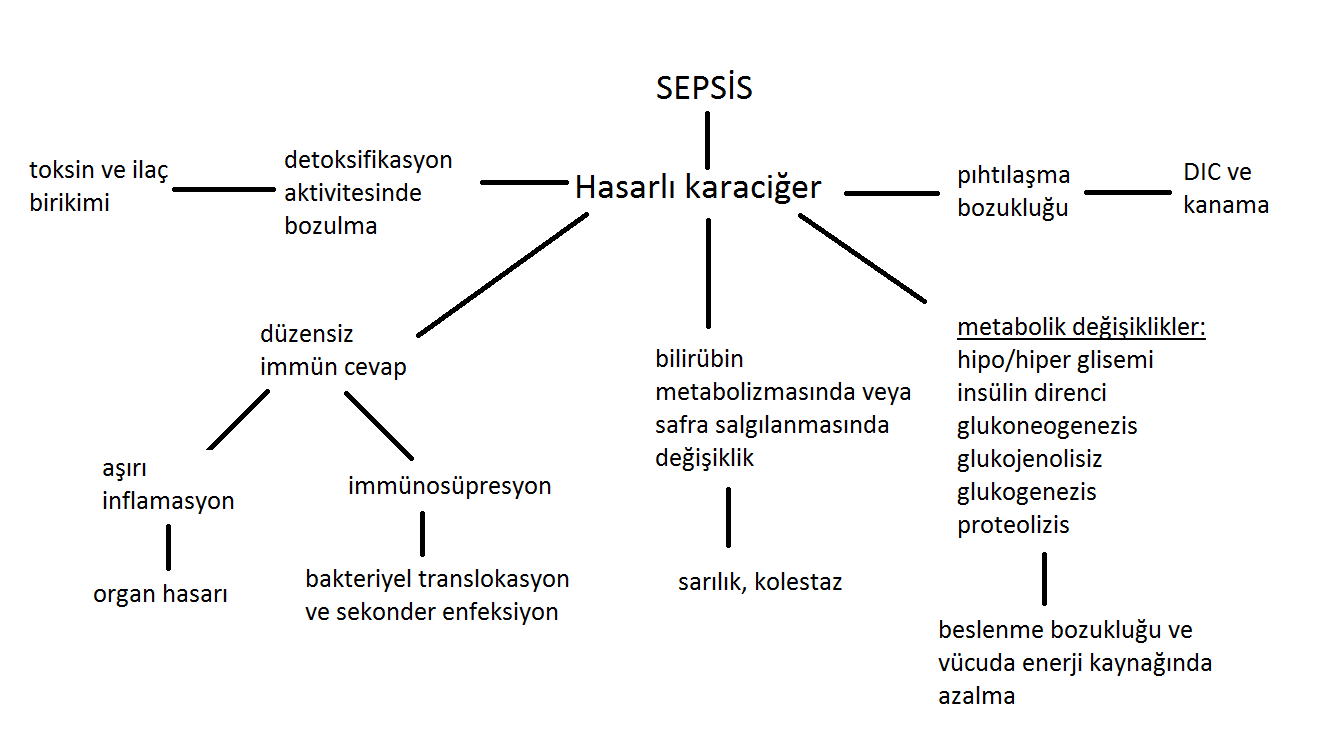 SEPSİS
Hasarlı karaciğer
detoksifikasyon
aktivitesinde
bozulma
toksin ve ilaç
birikimi
pıhtılaşma
bozukluğu
DIC ve
kanama
düzensiz
immün cevap
aşırı
inflamasyon
organ hasarı
immünosüpresyon
bakteriyel translokasyon
ve sekonder enfeksiyon
bilirübin
metabolizmasında veya
safra salgılanmasında
değişiklik
sarılık, kolestaz
metabolik değişiklikler:
hipo/hiper glisemi
insülin direnci
glukoneogenezis
glukojenolisiz
glukogenezis
proteolizis
beslenme bozukluğu ve
vücuda enerji kaynağında
azalma